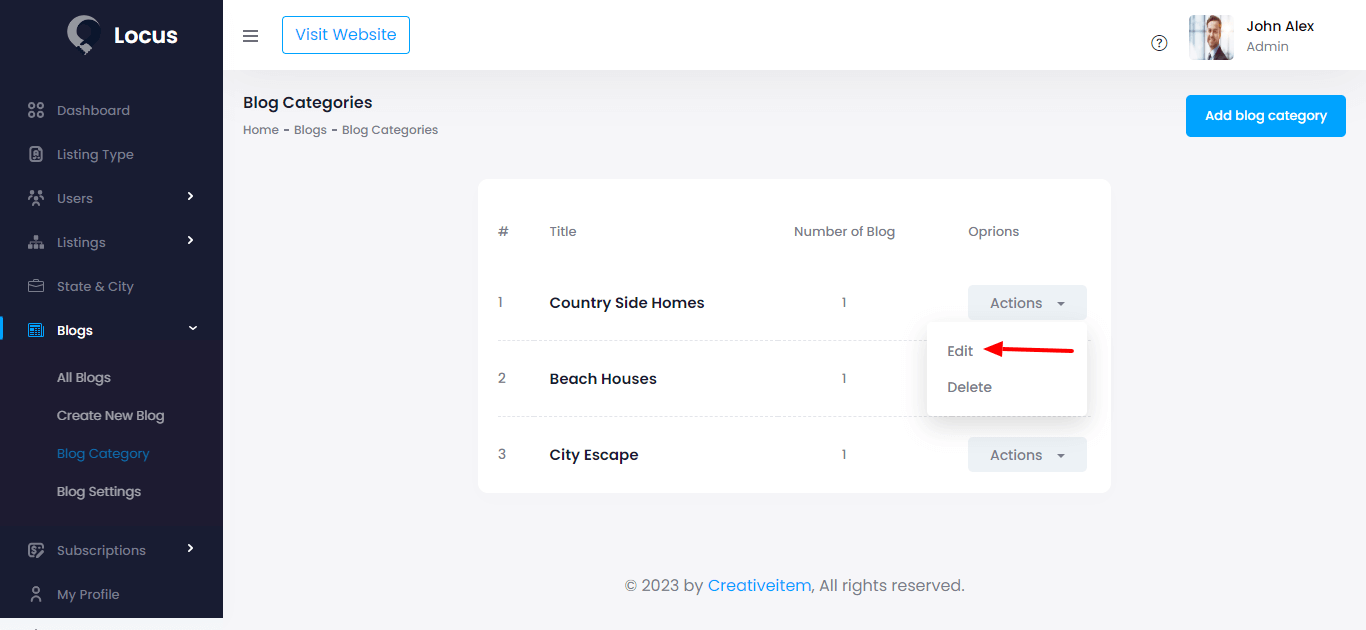 Locus
Visit Website
?
John Alex
Admin
Dashboard
Listing Type
Users
Listings
State & City
Blogs
All Blogs
Create New Blog
Blog Category
Blog Settings
Subscriptions
My Profile
Blog Categories
Home - Blogs - Blog Categories
Add blog category
# Title Number of Blog Oprions
1 Country Side Homes 1 Actions
Edit
Delete
2 Beach Houses 1
3 City Escape 1 Actions
© 2023 by Creativeitem, All rights reserved.